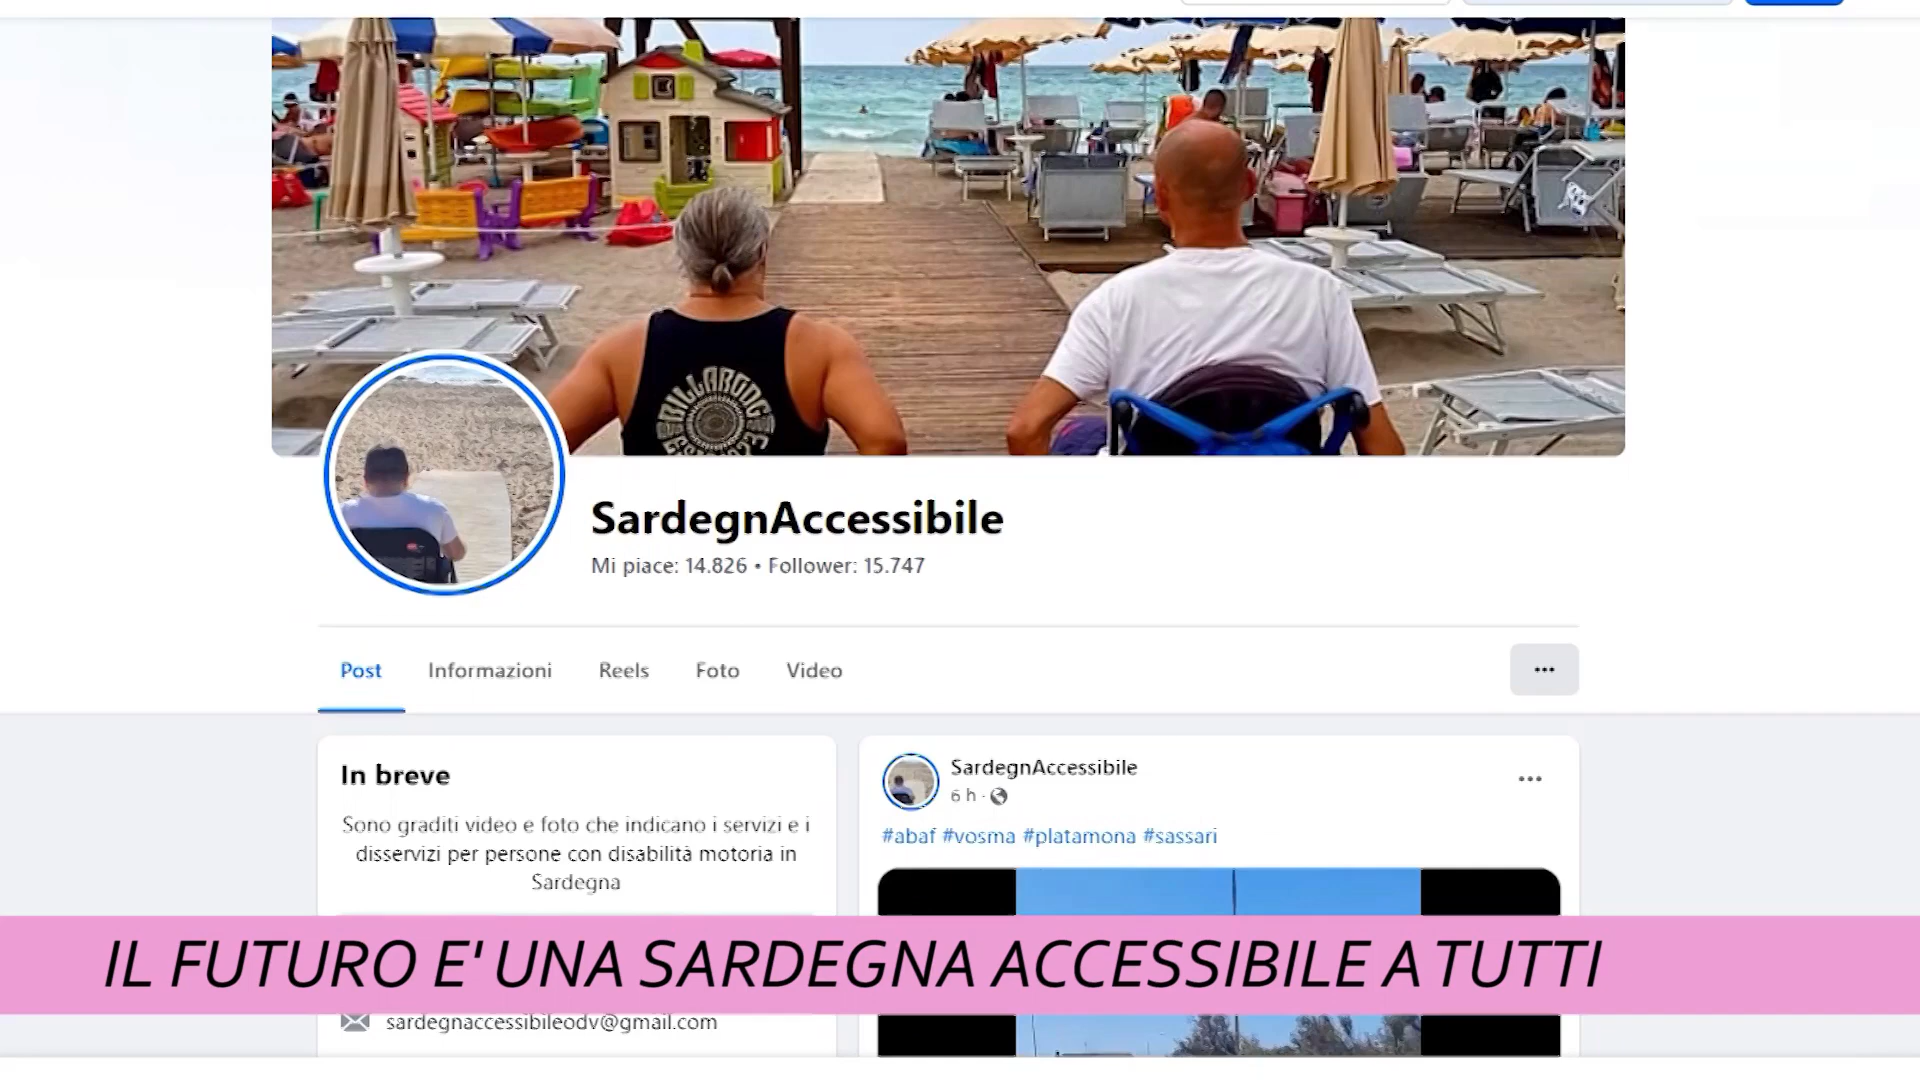 BILLABONG
SardegnAccessibile
Mi piace: 14.826 • Follower: 15.747
Post Informazioni Reels Foto Video
In breve
Sono graditi video e foto che indicano i servizi e i
disservizi per persone con disabilità motoria in
Sardegna
SardegnAccessibile
6 h ·
#abaf #vosma #platamona #sassari
IL FUTURO E' UNA SARDEGNA ACCESSIBILE A TUTTI
sardegnaccessibileodv@gmail.com